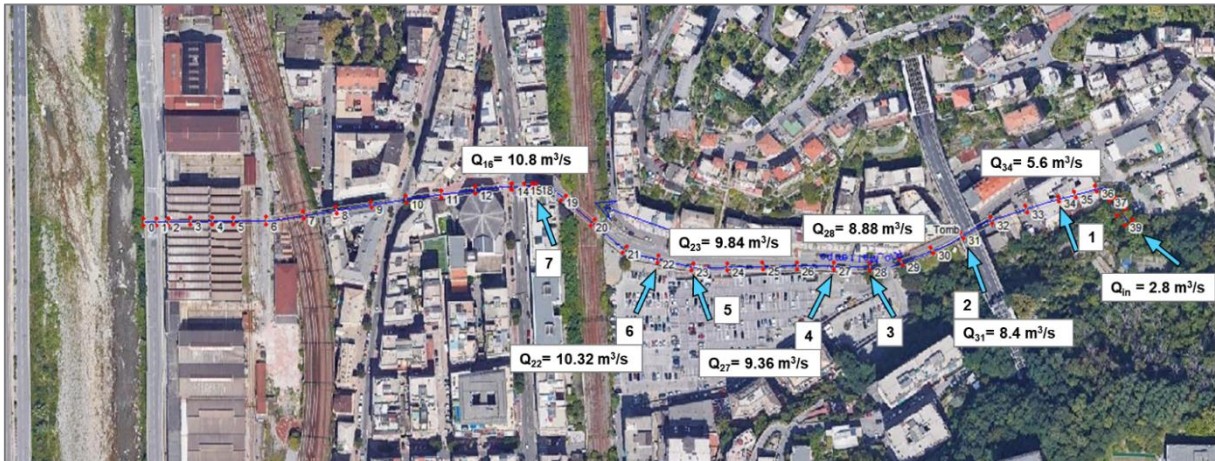 Q16= 10.8 m³/s
Q34= 5.6 m³/s
Q23= 9.84 m³/s
Q28= 8.88 m³/s
Qin = 2.8 m³/s
Q22= 10.32 m³/s
Q27= 9.36 m³/s
Q31= 8.4 m³/s
Tomb
0 1 2 3 4 5 6 7 8 9 10 11 12 14 15 18 19 20 21 22 23 24 25 26 27 28 29 30 31 32 33 34 35 36 37 39
7
6
5
4
3
2
1